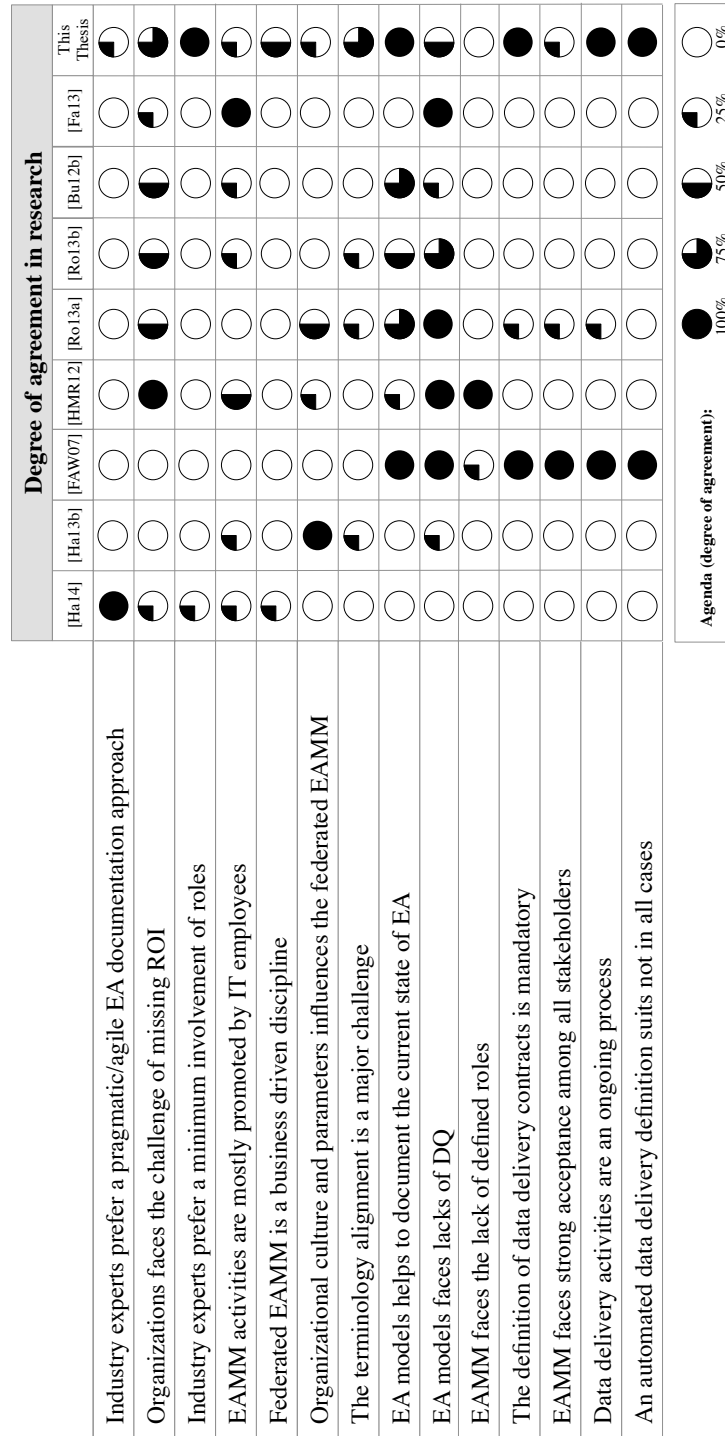 Degree of agreement in research
[Ha14] [Ha13b] [FAW07] [HMR12] [Ro13a] [Ro13b] [Bu12b] [Fa13] This
Thesis
Industry experts prefer a pragmatic/agile EA documentation approach
Organizations faces the challenge of missing ROI
Industry experts prefer a minimum involvement of roles
EAMM activities are mostly promoted by IT employees
Federated EAMM is a business driven discipline
Organizational culture and parameters influences the federated EAMM
The terminology alignment is a major challenge
EA models helps to document the current state of EA
EA models faces lacks of DQ
EAMM faces the lack of defined roles
The definition of data delivery contracts is mandatory
EAMM faces strong acceptance among all stakeholders
Data delivery activities are an ongoing process
An automated data delivery definition suits not in all cases
Agenda (degree of agreement):
100% 75% 50% 25% 0%